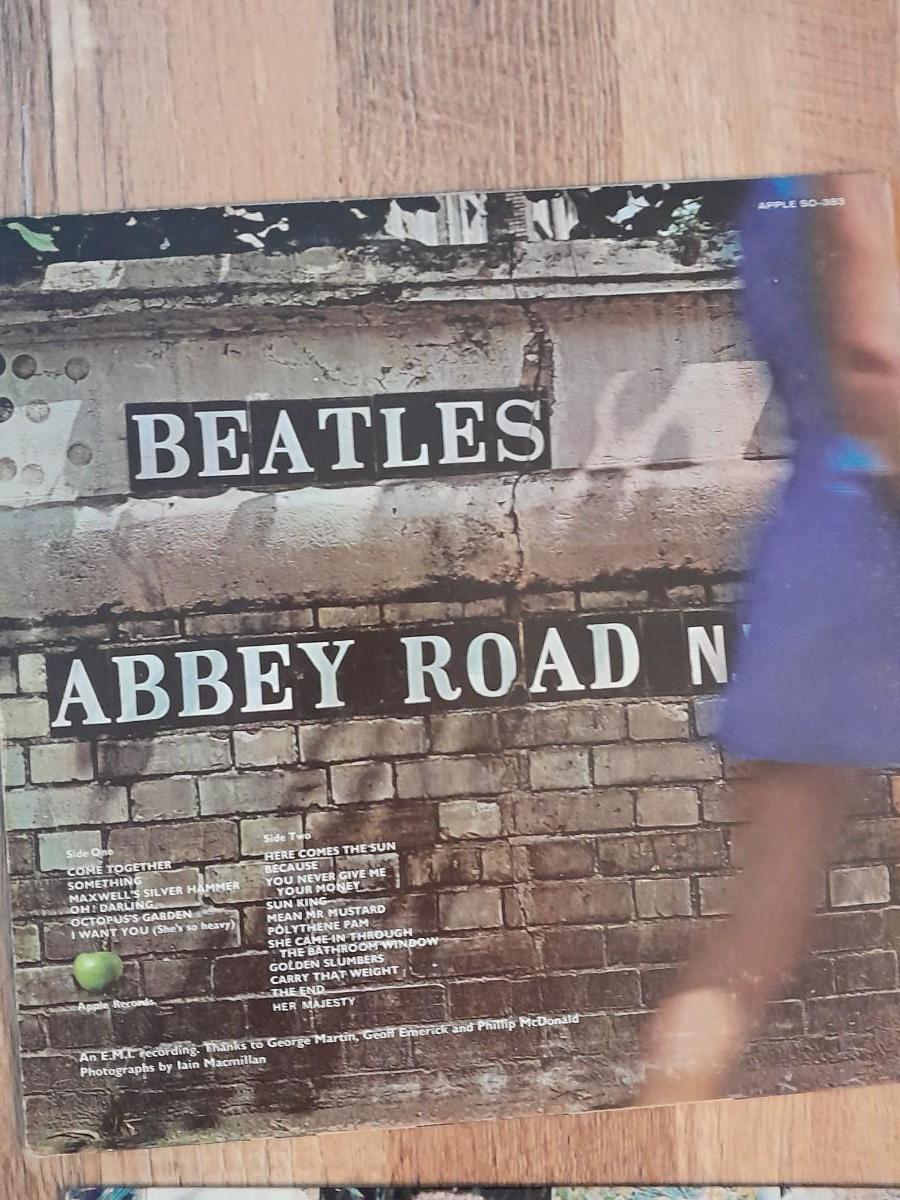 APPLE SO-383
BEATLES
ABBEY ROAD N
Side One
COME TOGETHER
SOMETHING
MAXWELL'S SILVER HAMMER
OH! DARLING
OCTOPUS'S GARDEN
I WANT YOU (She's so heavy)
Apple Records
Side Two
HERE COMES THE SUN
BECAUSE
YOU NEVER GIVE ME
YOUR MONEY
SUN KING
MEAN MR MUSTARD
POLYTHENE PAM
SHE CAME IN THROUGH
THE BATHROOM WINDOW
GOLDEN SLUMBERS
CARRY THAT WEIGHT
THE END
HER MAJESTY
An E.M.I. recording. Thanks to George Martin, Geoff Emerick and Phillip McDonald
Photographs by Iain Macmillan